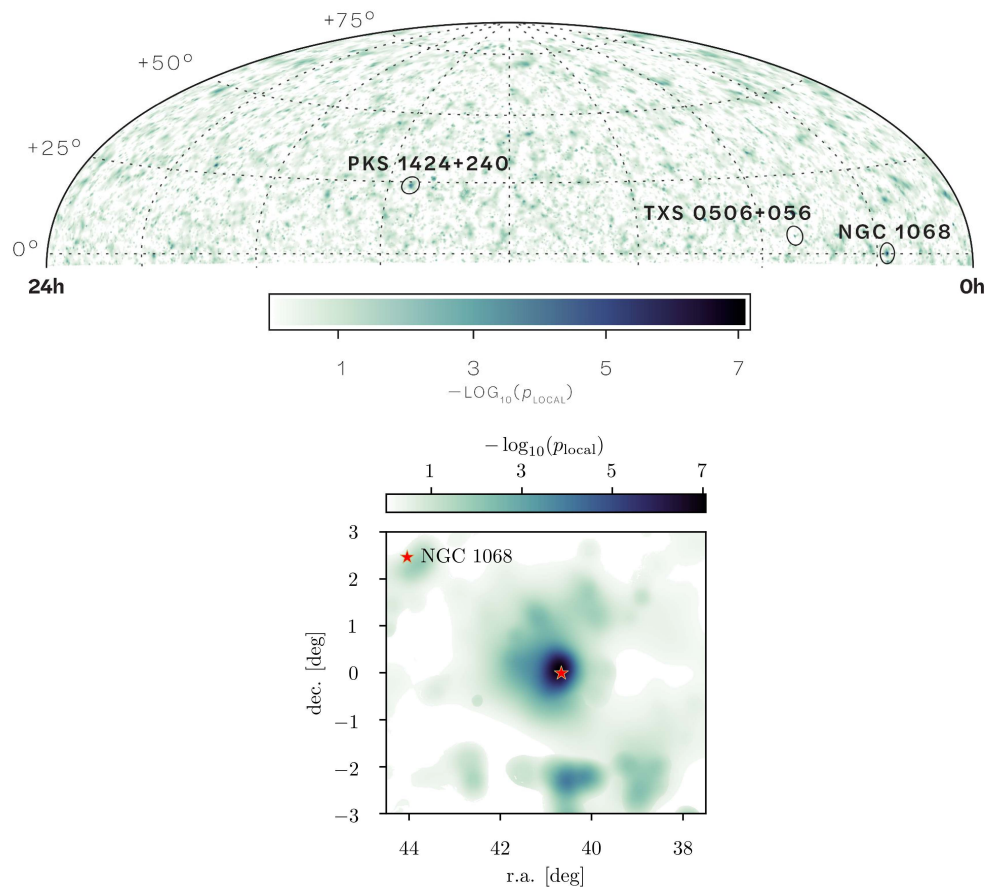 +75°
+50°
+25°
PKS 1424+240
TXS 0506+056
NGC 1068
0°
24h 0h
1 3 5 7
−LOG₁₀(p_LOCAL)
− log₁₀(p_local)
1 3 5 7
NGC 1068
3
2
1
0
−1
−2
−3
dec. [deg]
44 42 40 38
r.a. [deg]